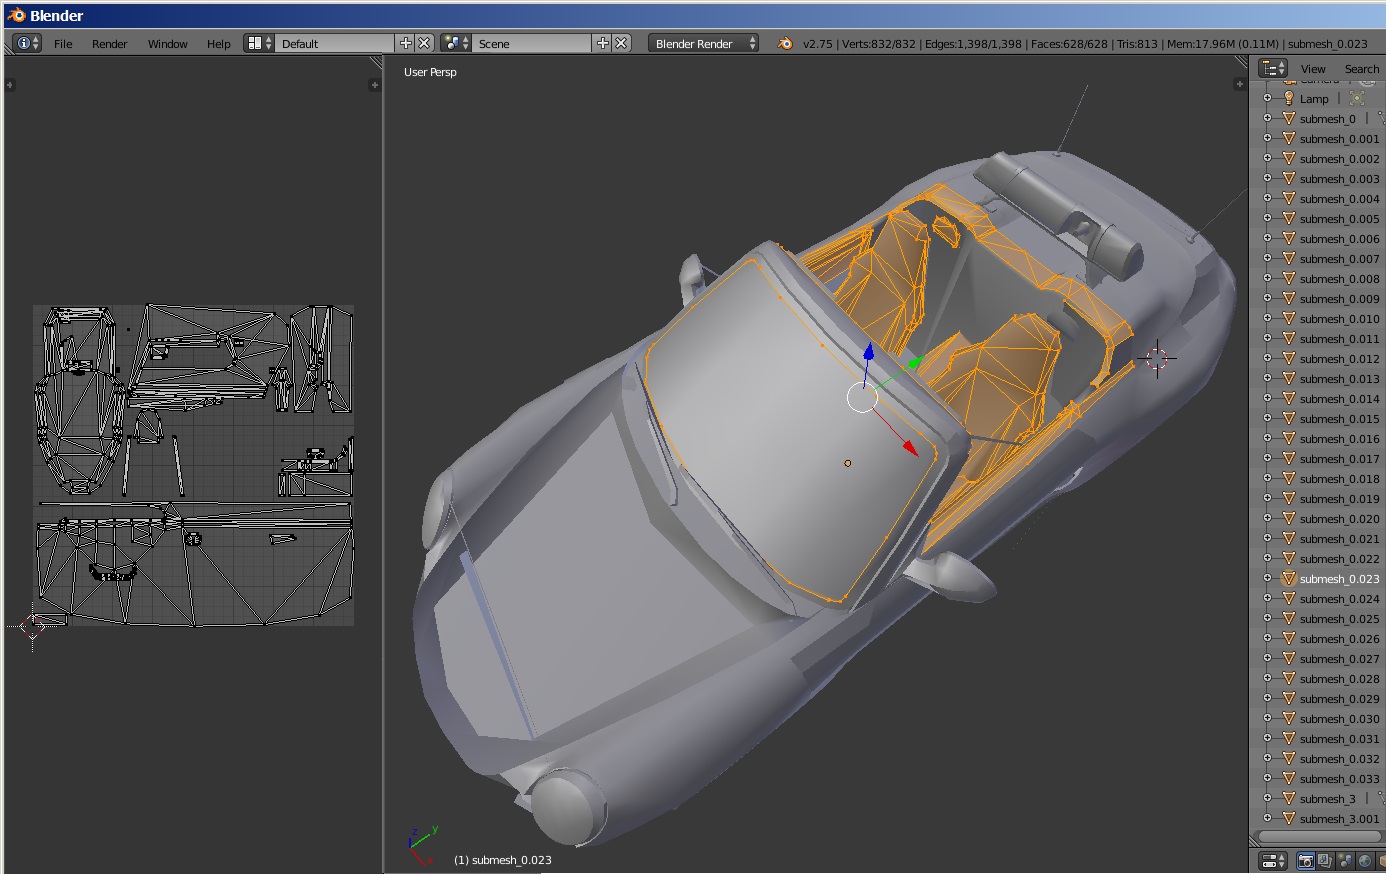 Blender
File Render Window Help Default Scene Blender Render v2.75 | Verts:832/832 | Edges:1,398/1,398 | Faces:628/628 | Tris:813 | Mem:17.96M (0.11M) | submesh_0.023
User Persp
View Search
Camera
Lamp
submesh_0
submesh_0.001
submesh_0.002
submesh_0.003
submesh_0.004
submesh_0.005
submesh_0.006
submesh_0.007
submesh_0.008
submesh_0.009
submesh_0.010
submesh_0.011
submesh_0.012
submesh_0.013
submesh_0.014
submesh_0.015
submesh_0.016
submesh_0.017
submesh_0.018
submesh_0.019
submesh_0.020
submesh_0.021
submesh_0.022
submesh_0.023
submesh_0.024
submesh_0.025
submesh_0.026
submesh_0.027
submesh_0.028
submesh_0.029
submesh_0.030
submesh_0.031
submesh_0.032
submesh_0.033
submesh_3
submesh_3.001
z y
x
(1) submesh_0.023